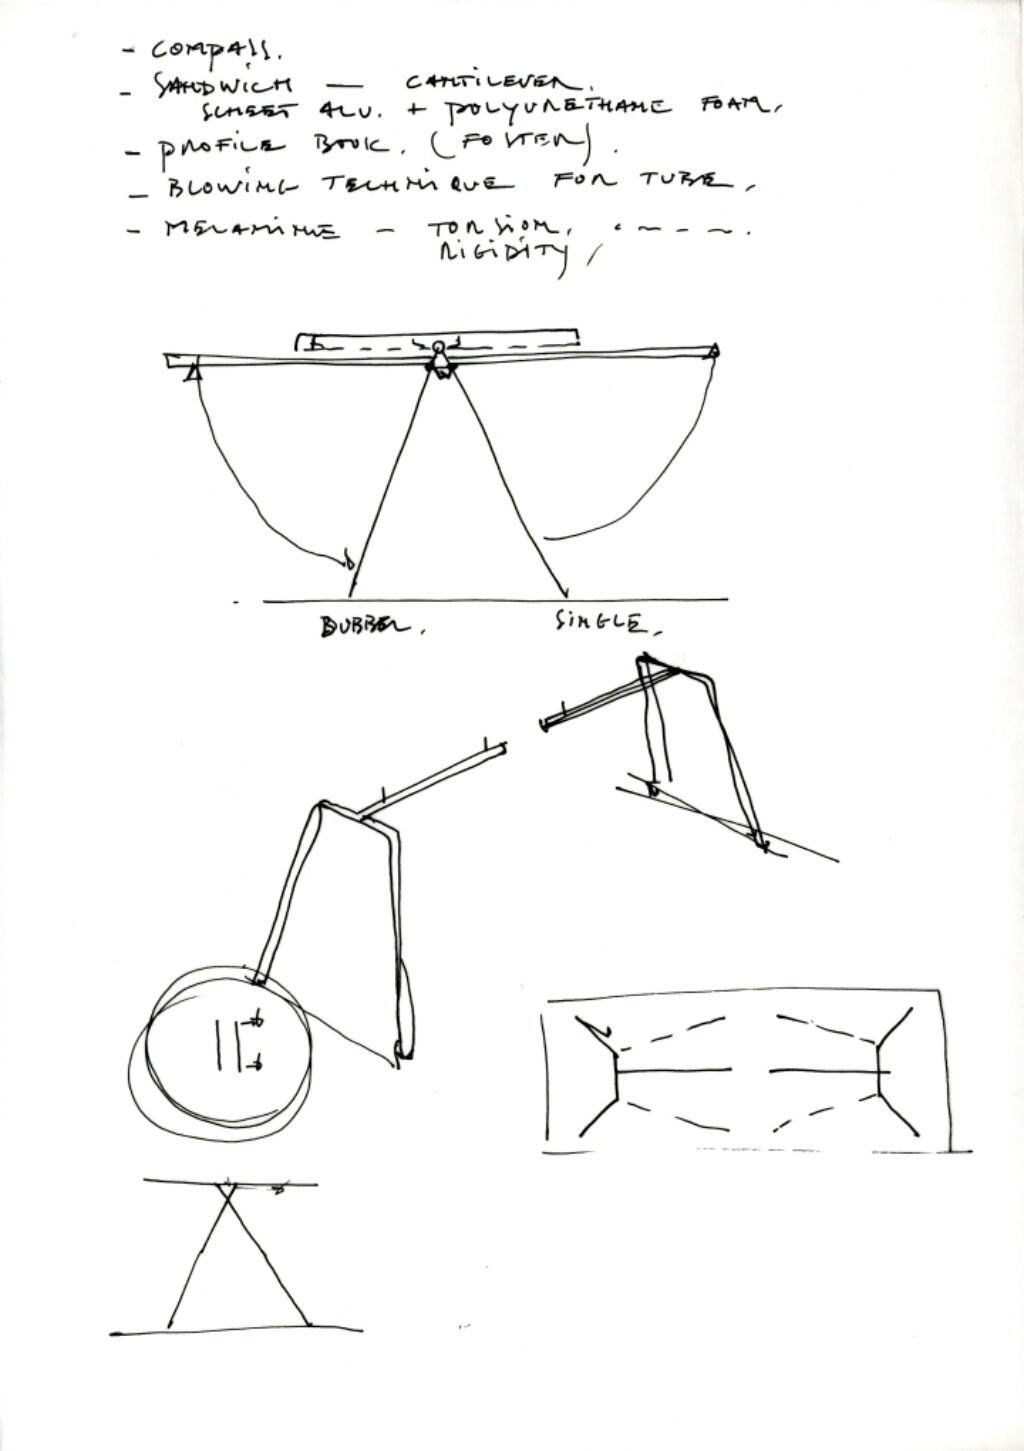 - COMPASS.
- SANDWICH — CANTILEVER.
SHEET ALU. + POLYURETHANE FOAM.
- PROFILE BOOK. (FOSTER).
- BLOWING TECHNIQUE FOR TUBE.
- MELAMINE - TORSION,
RIGIDITY
DUBBEL. SINGLE.